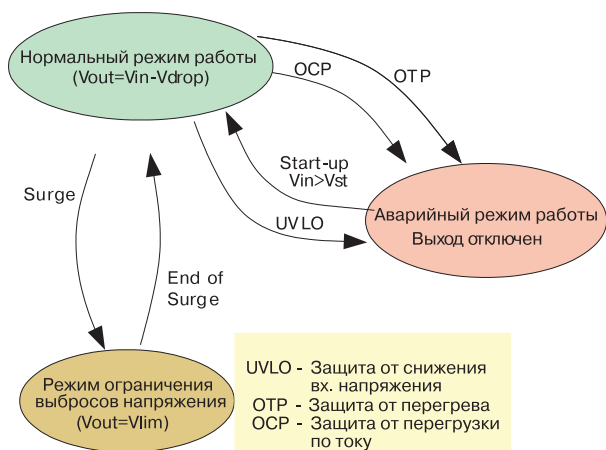 Нормальный режим работы
(Vout=Vin-Vdrop)
OCP
OTP
Start-up
Vin>Vst
Surge
UVLO
Аварийный режим работы
Выход отключен
End of
Surge
Режим ограничения
выбросов напряжения
(Vout=Vlim)
UVLO - Защита от снижения
вх. напряжения
OTP - Защита от перегрева
OCP - Защита от перегрузки
по току